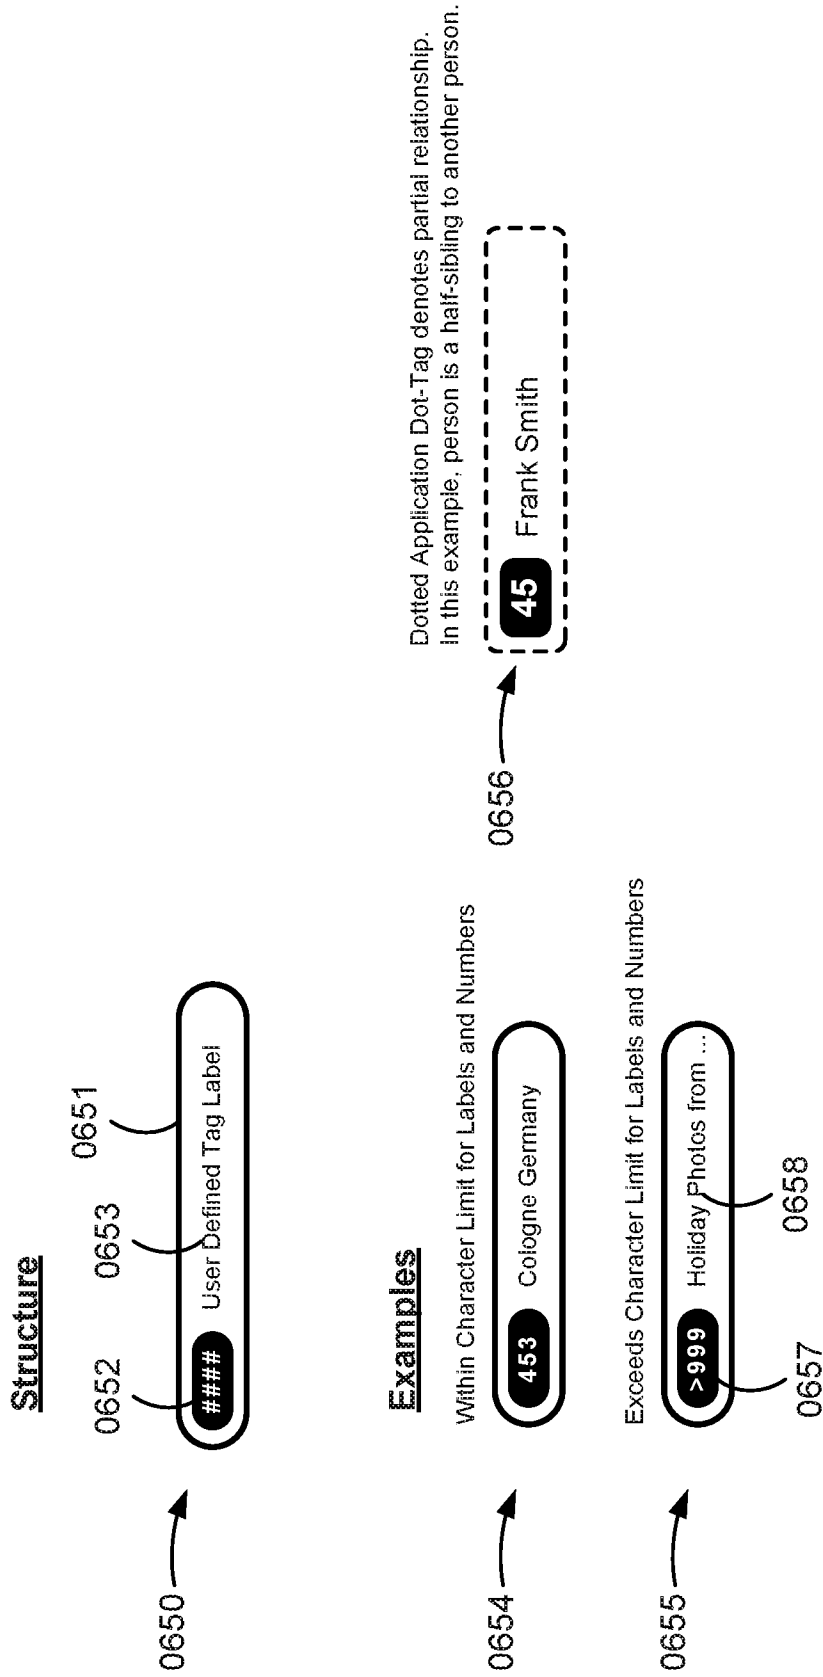 Structure
0650
0652
0653
0651
#### User Defined Tag Label
Examples
Within Character Limit for Labels and Numbers
0654
453 Cologne Germany
Exceeds Character Limit for Labels and Numbers
0655
>999 Holiday Photos from ...
0657
0658
Dotted Application Dot-Tag denotes partial relationship.
In this example, person is a half-sibling to another person.
0656
45 Frank Smith